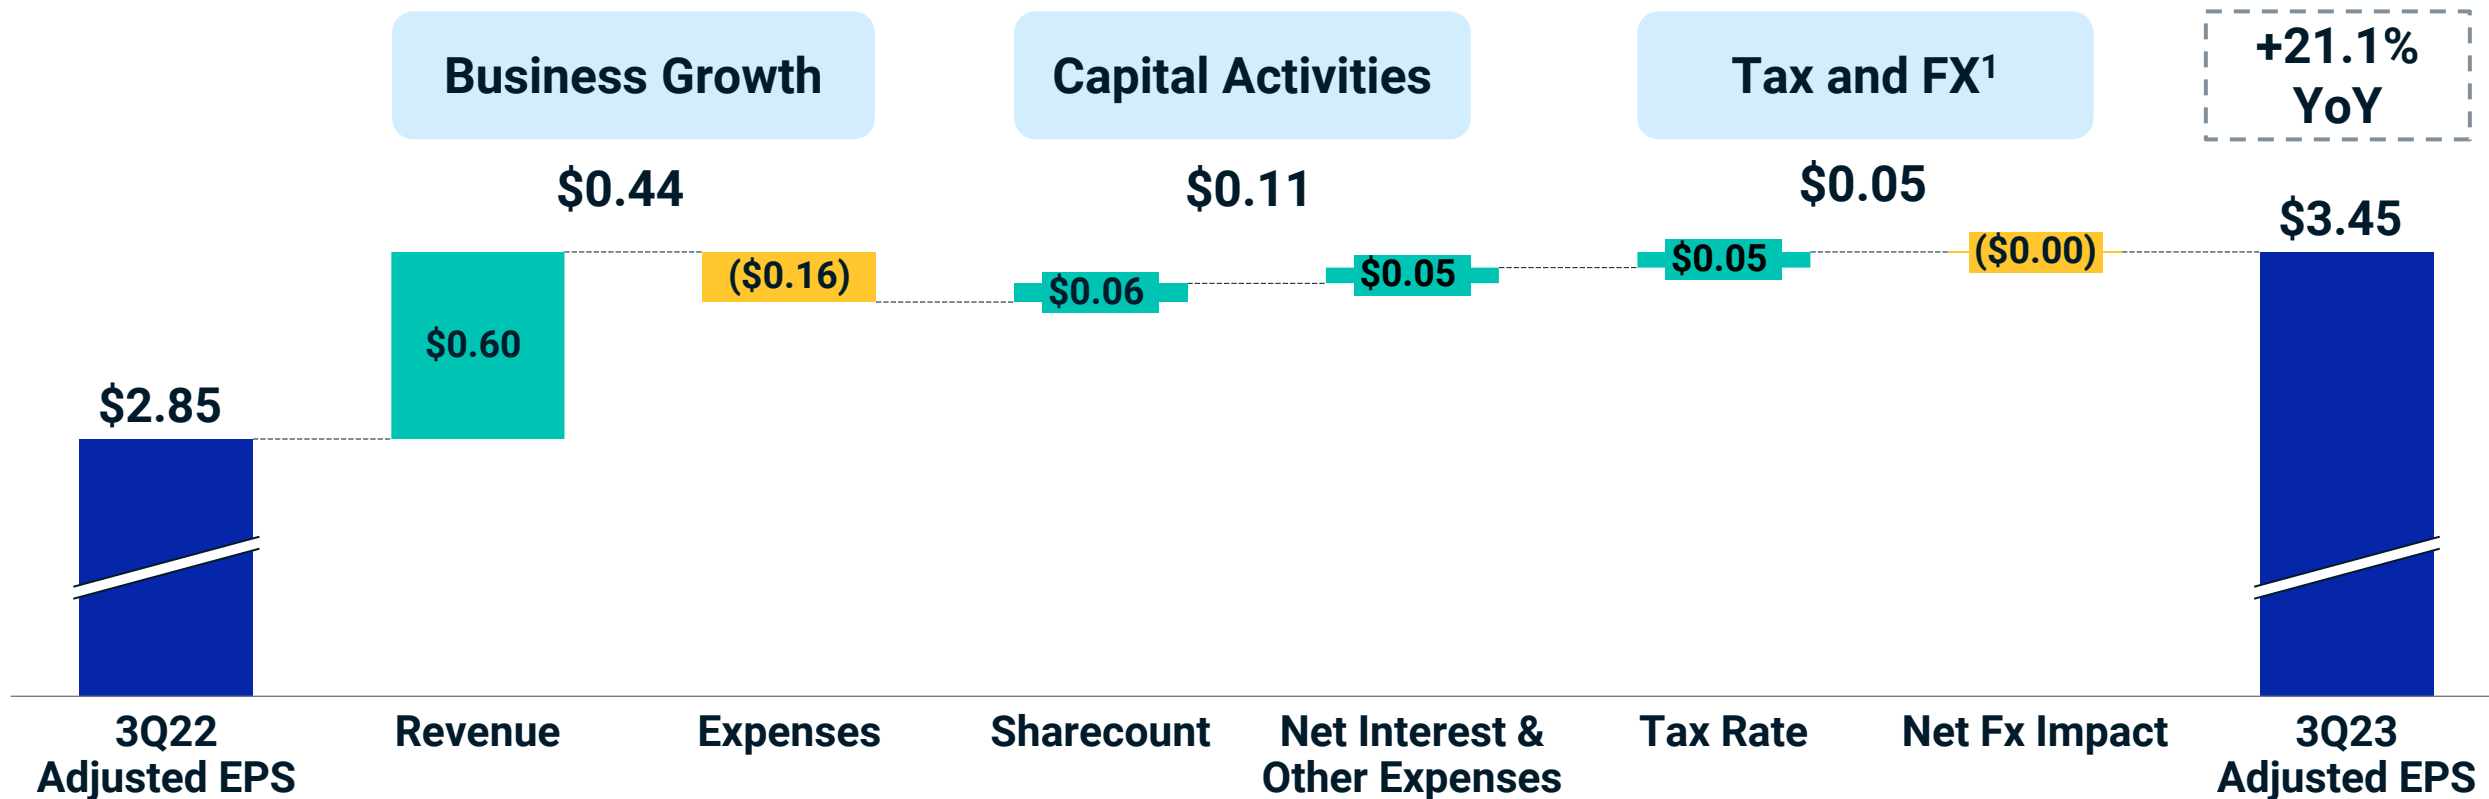 Business Growth
Capital Activities
Tax and FX¹
+21.1%
YoY
$0.44
$0.11
$0.05
$3.45
($0.00)
$0.05
$0.05
($0.16)
$0.06
$0.60
$2.85
3Q22
Adjusted EPS
Revenue
Expenses
Sharecount
Net Interest &
Other Expenses
Tax Rate
Net Fx Impact
3Q23
Adjusted EPS